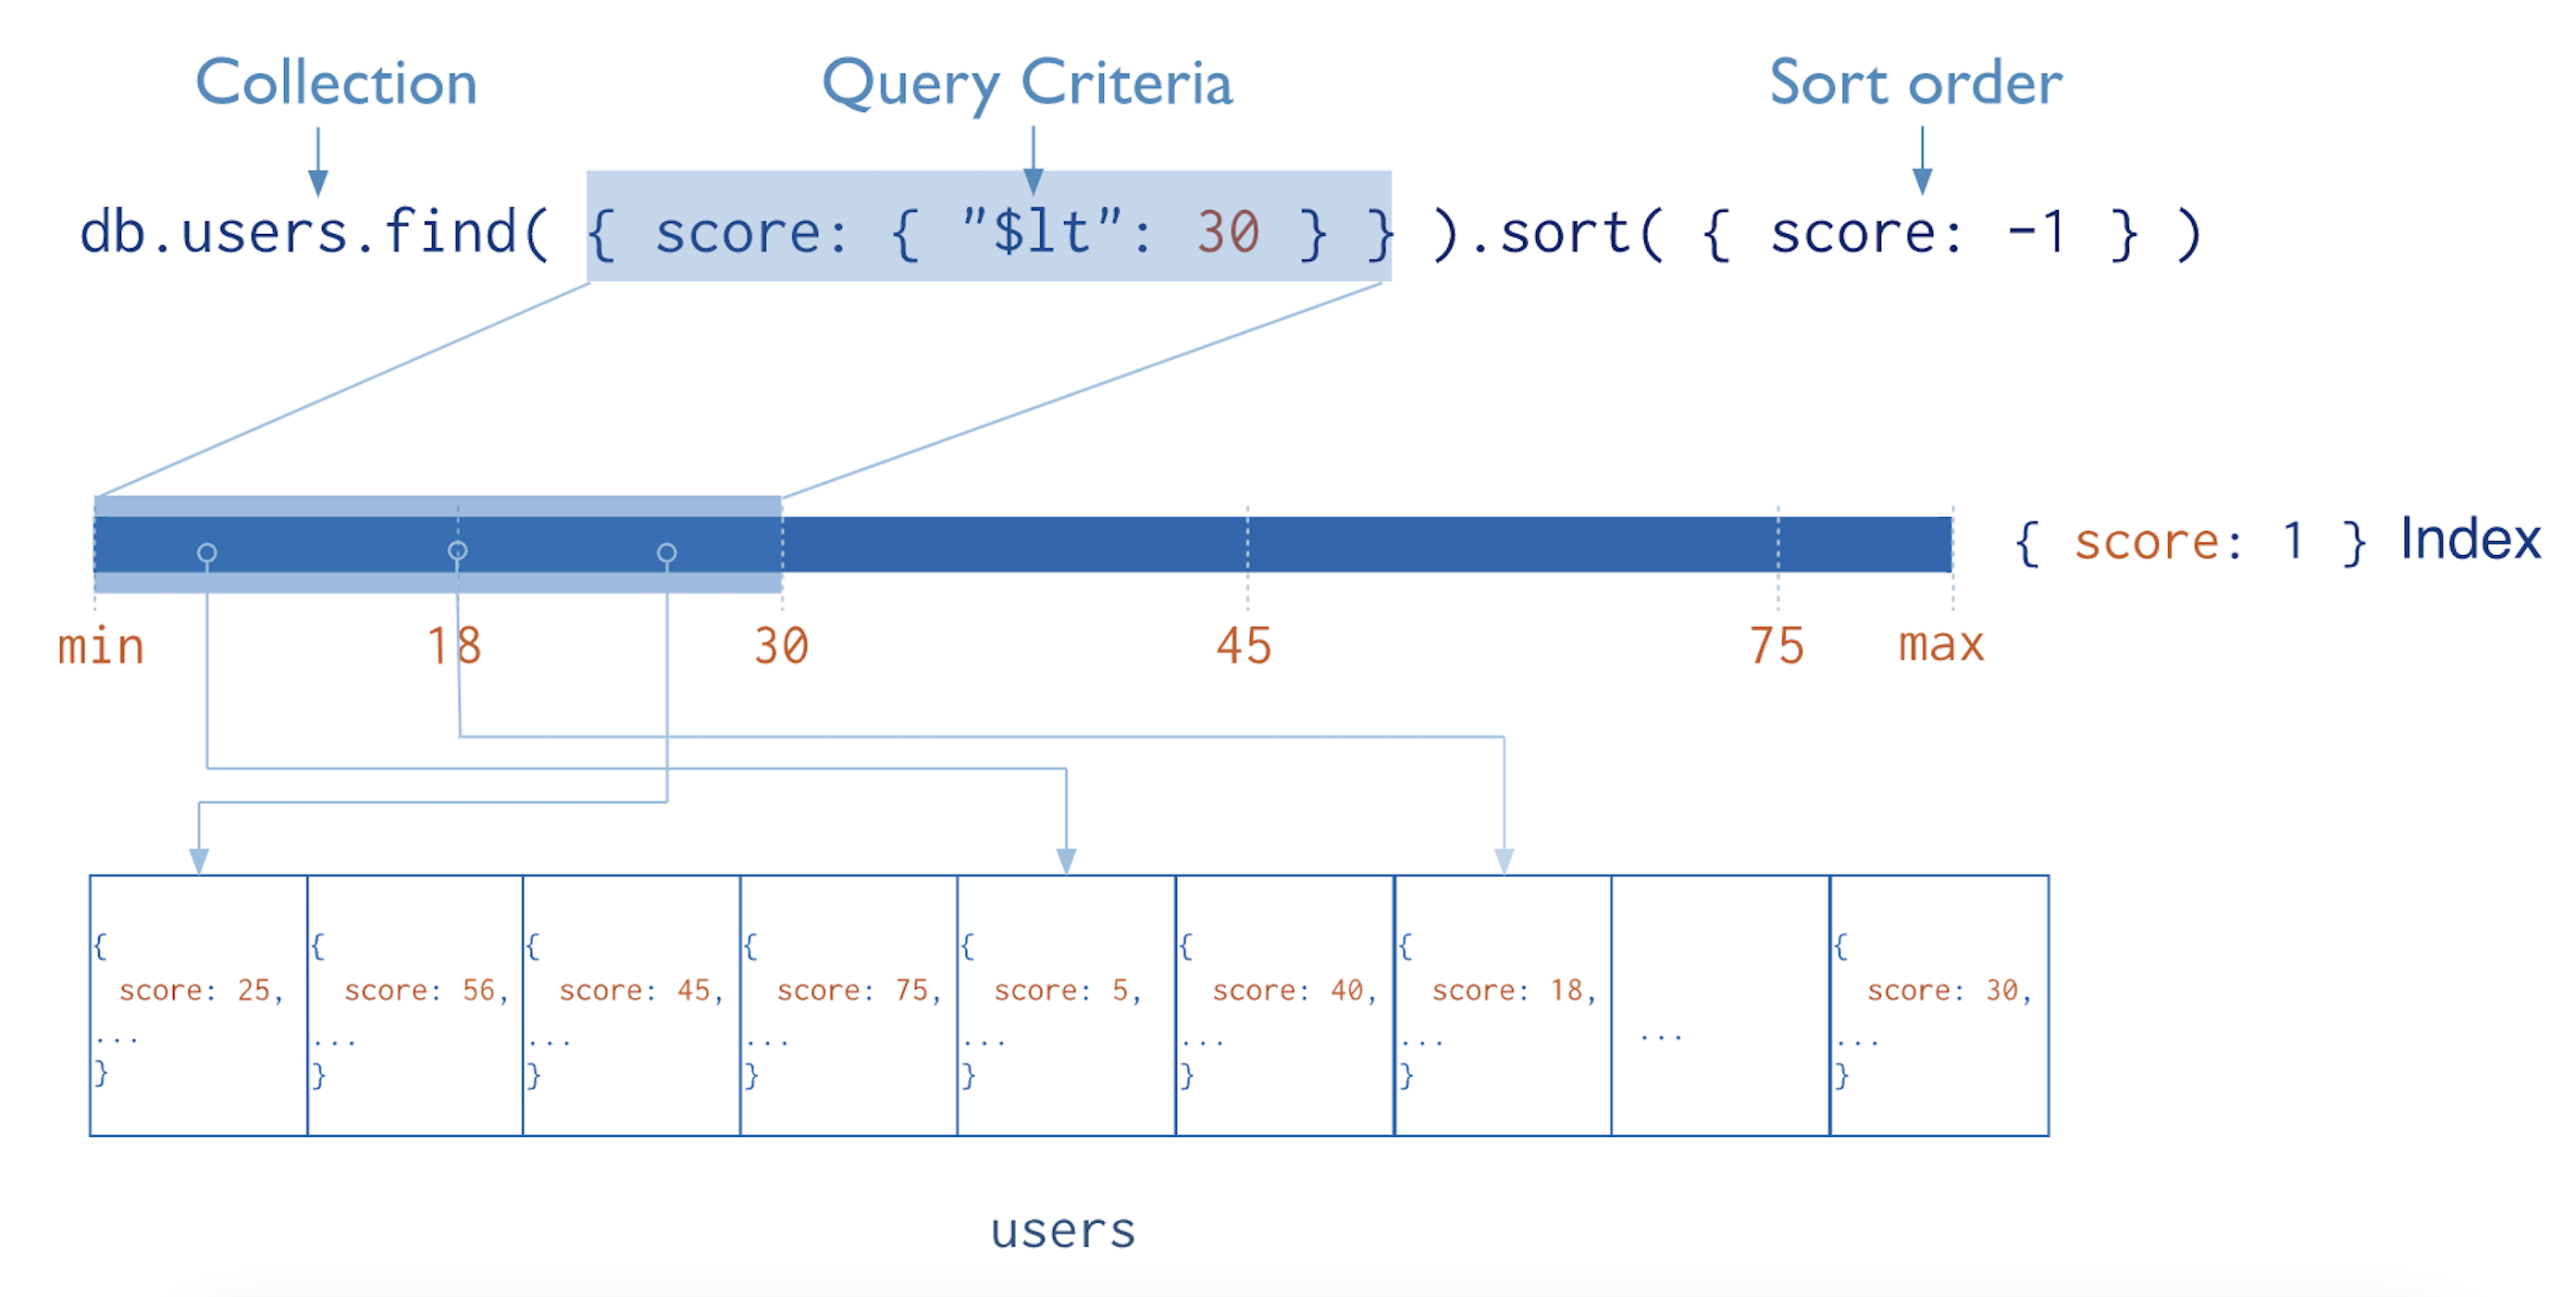 Collection Query Criteria Sort order
db.users.find( { score: { "$lt": 30 } } ).sort( { score: -1 } )
{ score: 1 } Index
min 18 30 45 75 max
{
score: 25,
...
}
{
score: 56,
...
}
{
score: 45,
...
}
{
score: 75,
...
}
{
score: 5,
...
}
{
score: 40,
...
}
{
score: 18,
...
}
...
{
score: 30,
...
}
users